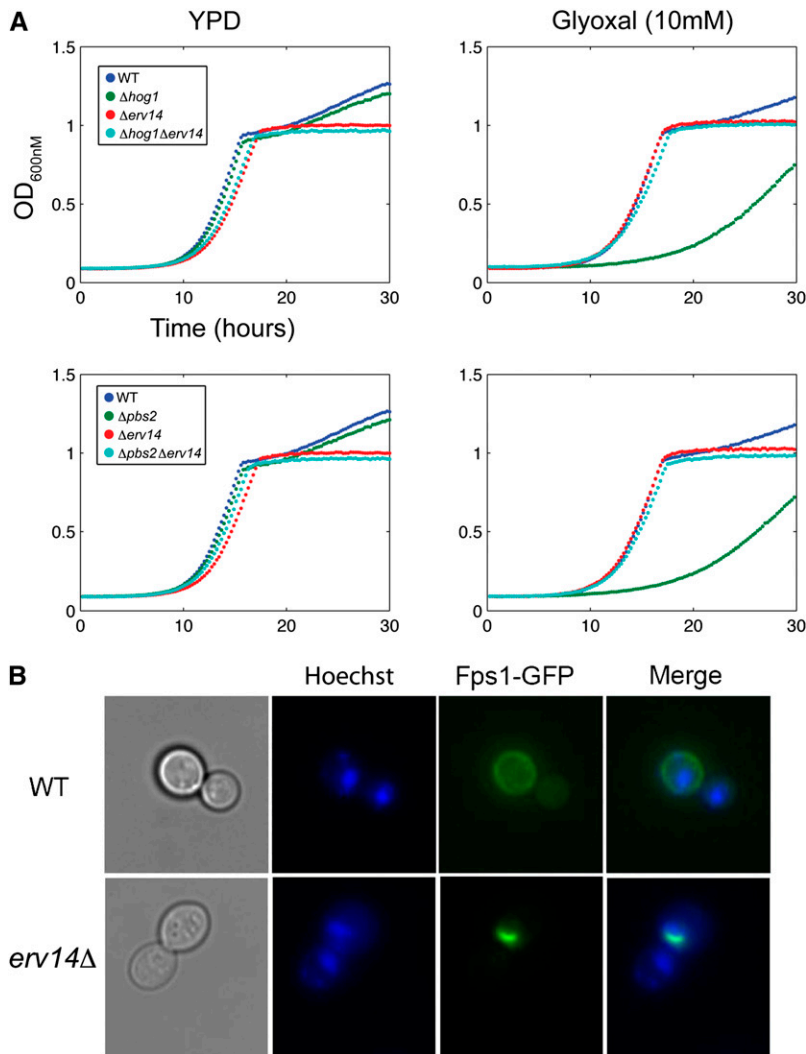 A
YPD
Glyoxal (10mM)
1.5
1
0.5
0
OD600nM
WT
Δhog1
Δerv14
Δhog1Δerv14
0
10
20
30
Time (hours)
1.5
1
0.5
0
0
10
20
30
1.5
1
0.5
0
WT
Δpbs2
Δerv14
Δpbs2Δerv14
0
10
20
30
1.5
1
0.5
0
0
10
20
30
B
Hoechst
Fps1-GFP
Merge
WT
erv14Δ